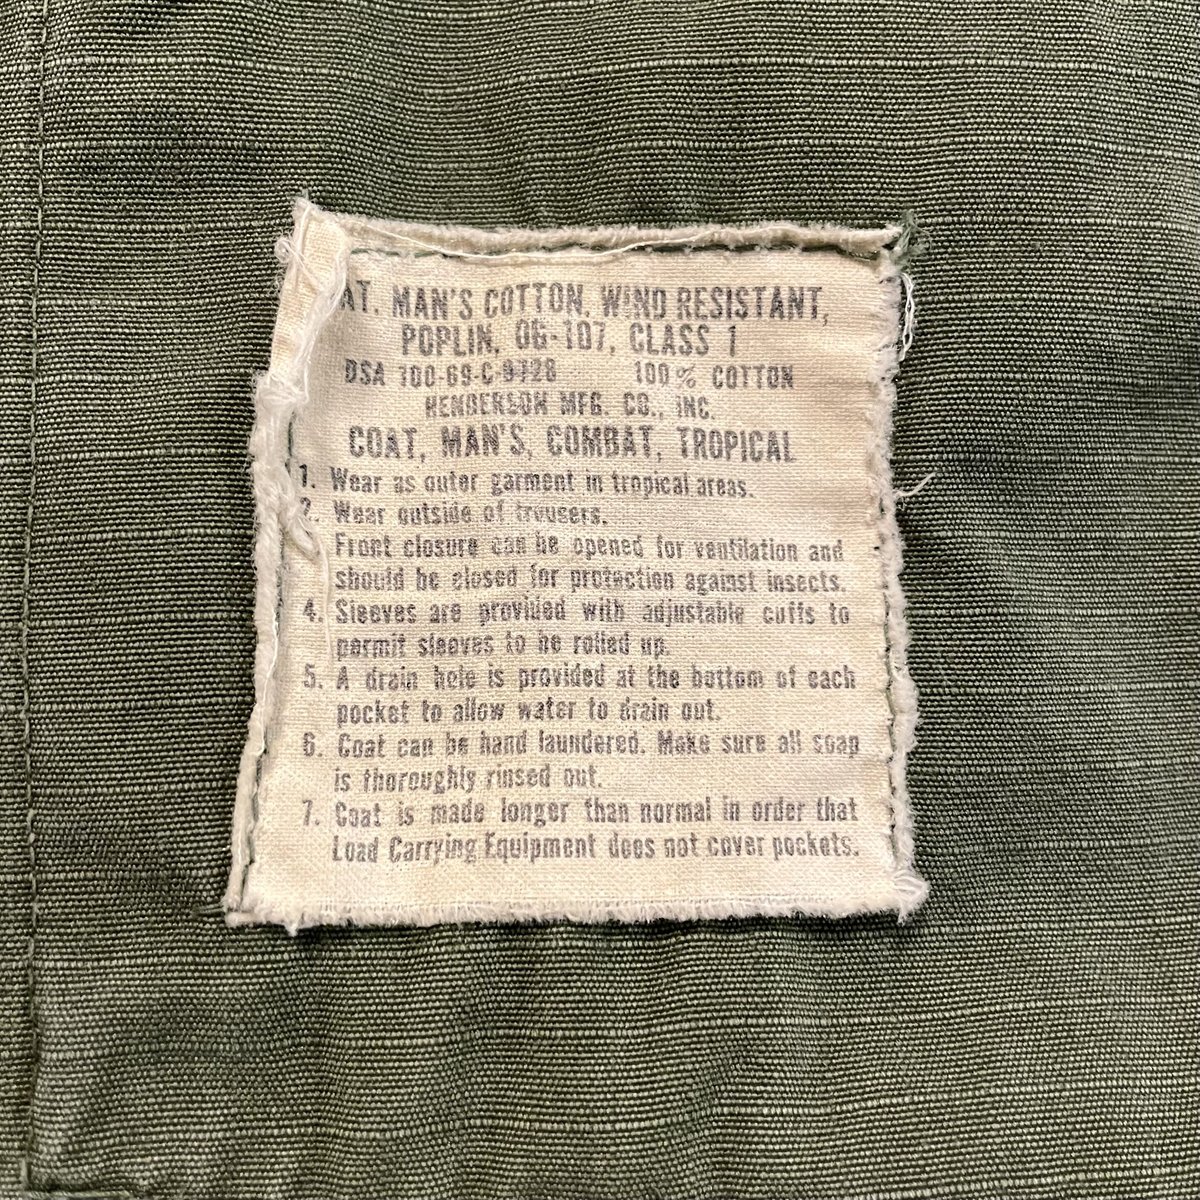 AT, MAN'S COTTON, WIND RESISTANT,
POPLIN, OG-107, CLASS 1
DSA 100-69-C- 100% COTTON
HENDERSON MFG. CO., INC.
COAT, MAN'S, COMBAT, TROPICAL
1. Wear as outer garment in tropical areas.
2. Wear outside of trousers.
Front closure can be opened for ventilation and
should be closed for protection against insects.
4. Sleeves are provided with adjustable cuffs to
permit sleeves to be rolled up.
5. A drain hole is provided at the bottom of each
pocket to allow water to drain out.
6. Coat can be hand laundered. Make sure all soap
is thoroughly rinsed out.
7. Coat is made longer than normal in order that
Load Carrying Equipment does not cover pockets.